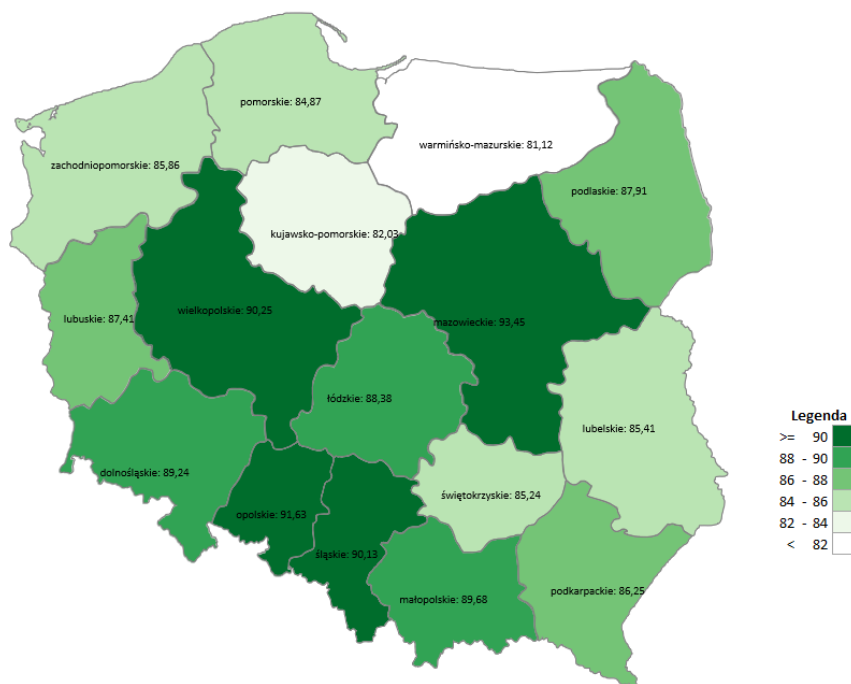 pomorskie: 84,87
warmińsko-mazurskie: 81,12
zachodniopomorskie: 85,86
podlaskie: 87,91
kujawsko-pomorskie: 82,03
wielkopolskie: 90,25
lubuskie: 87,41
mazowieckie: 93,45
łódzkie: 88,38
lubelskie: 85,41
dolnośląskie: 89,24
świętokrzyskie: 85,24
opolskie: 91,63
śląskie: 90,13
podkarpackie: 86,25
małopolskie: 89,68
Legenda
>= 90
88 - 90
86 - 88
84 - 86
82 - 84
< 82